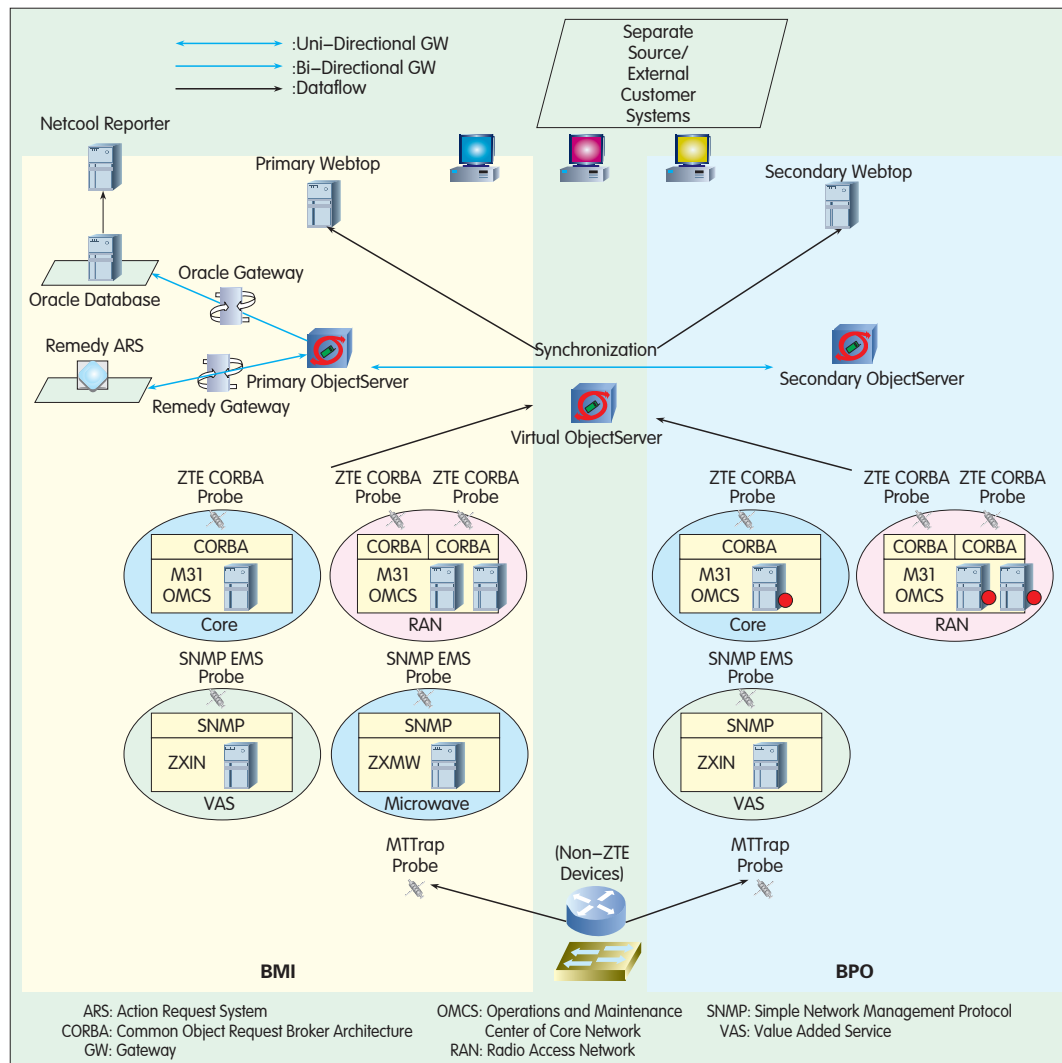 :Uni–Directional GW
:Bi–Directional GW
:Dataflow
Separate
Source/
External
Customer
Systems
Netcool Reporter
Primary Webtop
Secondary Webtop
Oracle Gateway
Oracle Database
Remedy ARS
Synchronization
Primary ObjectServer
Secondary ObjectServer
Remedy Gateway
Virtual ObjectServer
ZTE CORBA
Probe
ZTE CORBA
Probe
ZTE CORBA
Probe
ZTE CORBA
Probe
ZTE CORBA
Probe
ZTE CORBA
Probe
CORBA
M31
OMCS
Core
CORBA
CORBA
M31
OMCS
RAN
CORBA
M31
OMCS
Core
CORBA
CORBA
M31
OMCS
RAN
SNMP EMS
Probe
SNMP EMS
Probe
SNMP EMS
Probe
SNMP
ZXIN
VAS
SNMP
ZXMW
Microwave
SNMP
ZXIN
VAS
MTTrap
Probe
(Non–ZTE
Devices)
MTTrap
Probe
BMI
BPO
ARS: Action Request System
CORBA: Common Object Request Broker Architecture
GW: Gateway
OMCS: Operations and Maintenance
Center of Core Network
RAN: Radio Access Network
SNMP: Simple Network Management Protocol
VAS: Value Added Service